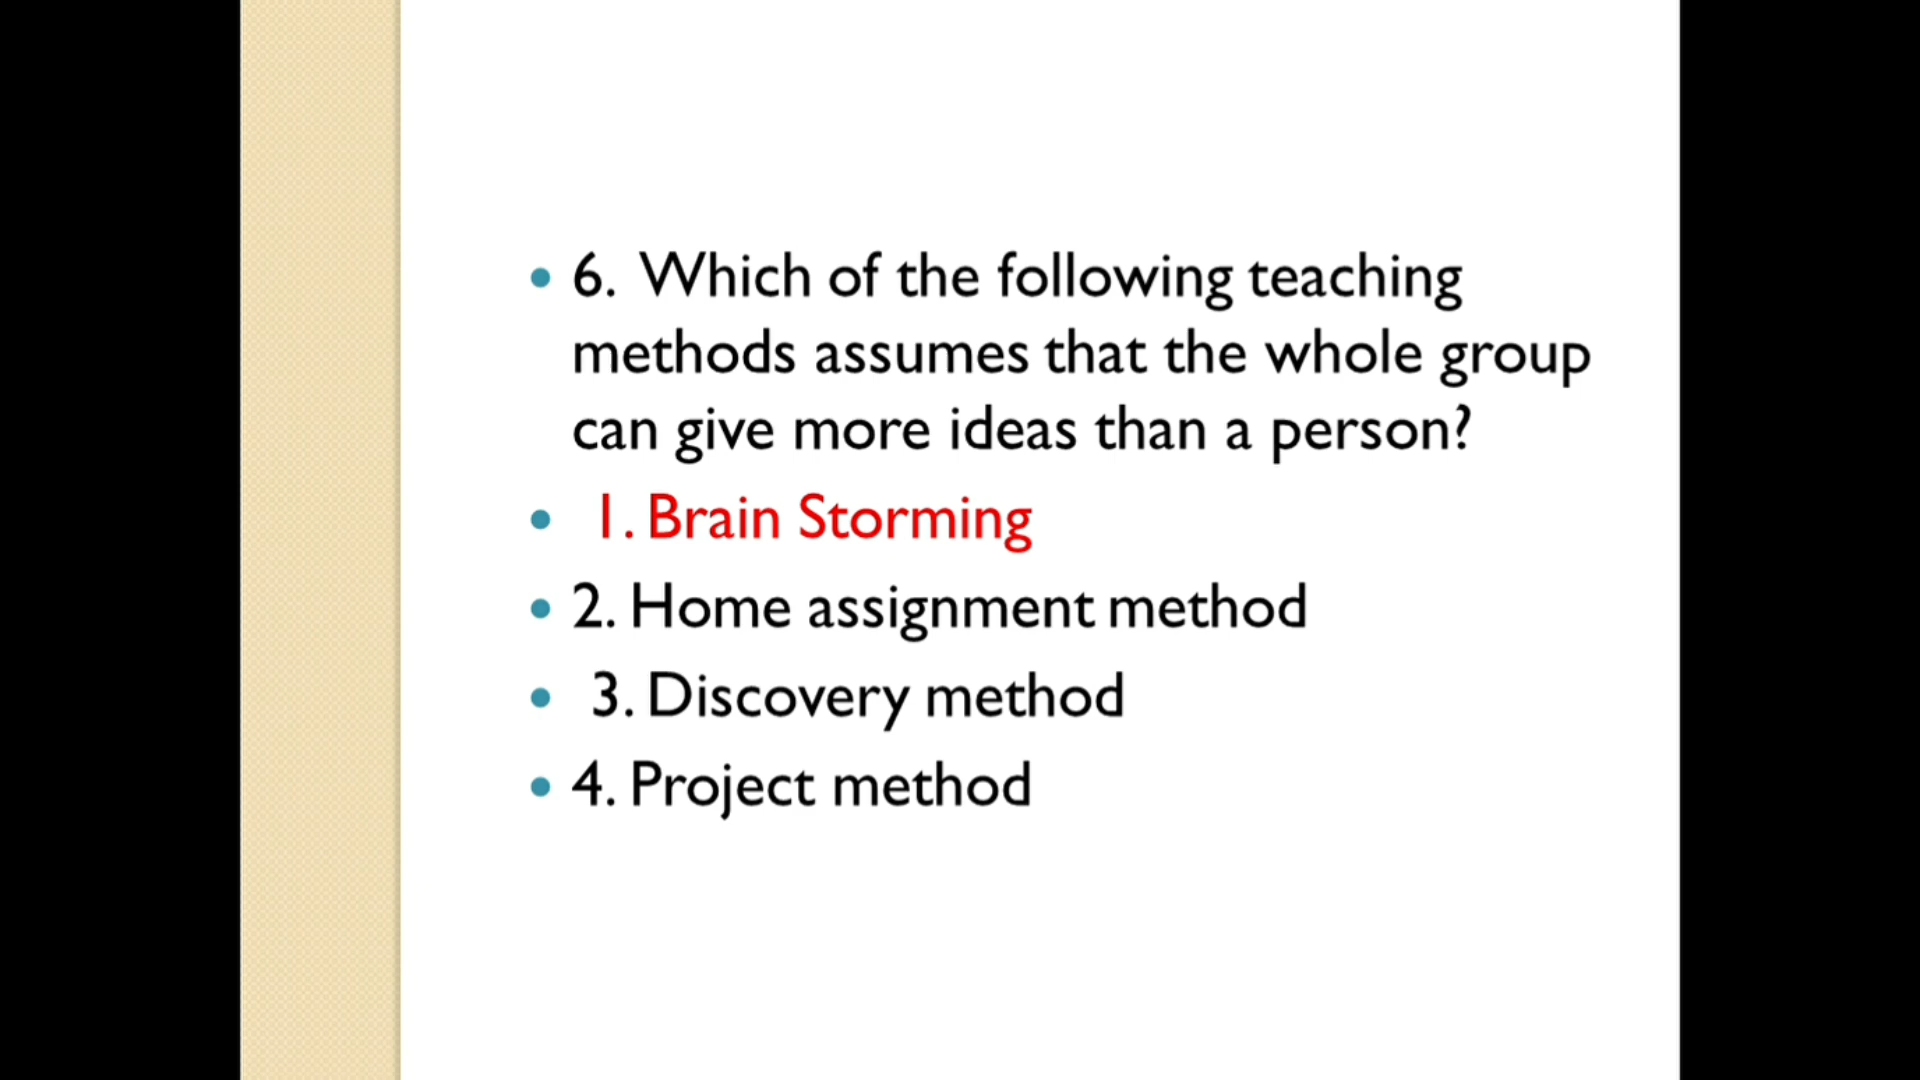 6. Which of the following teaching
methods assumes that the whole group
can give more ideas than a person?
1. Brain Storming
2. Home assignment method
3. Discovery method
4. Project method